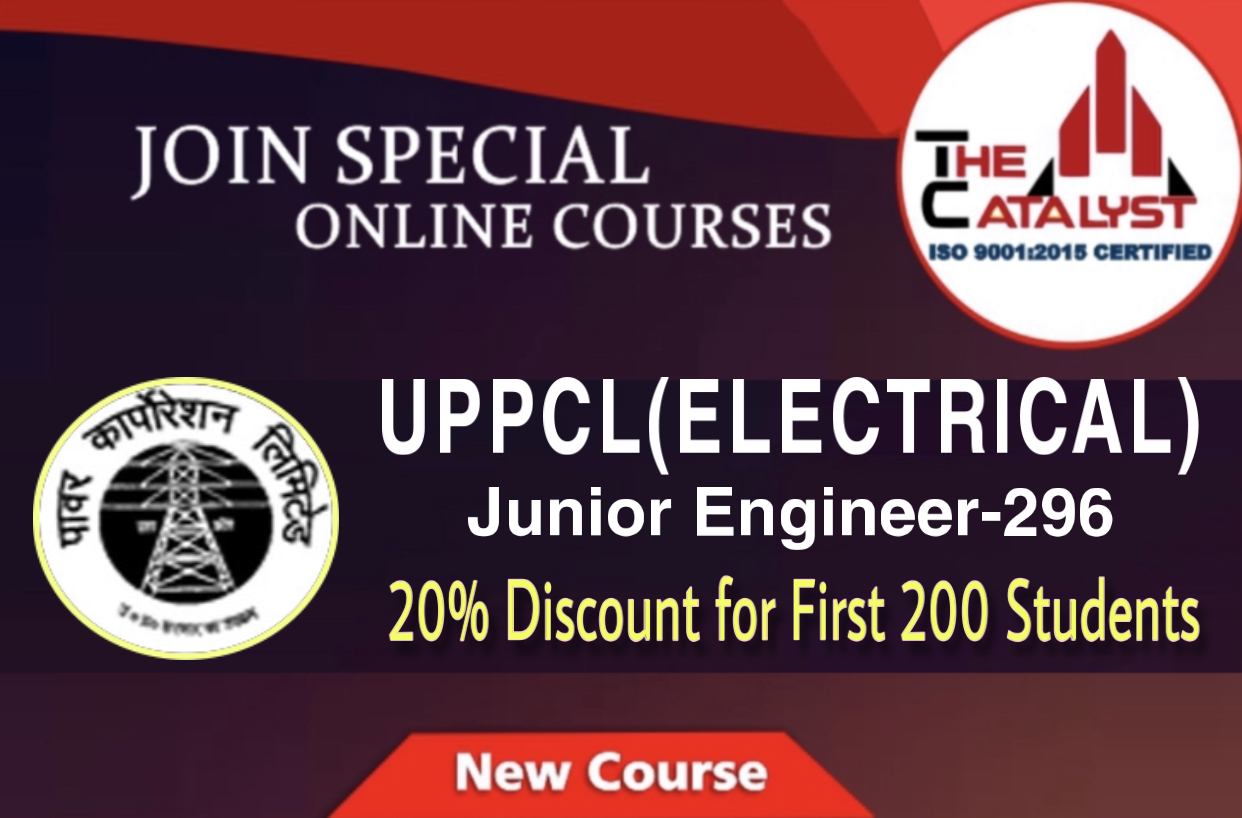 JOIN SPECIAL
ONLINE COURSES
THE
CATALYST
ISO 9001:2015 CERTIFIED
पावर कार्पोरेशन लिमिटेड
UPPCL(ELECTRICAL)
Junior Engineer-296
20% Discount for First 200 Students
New Course